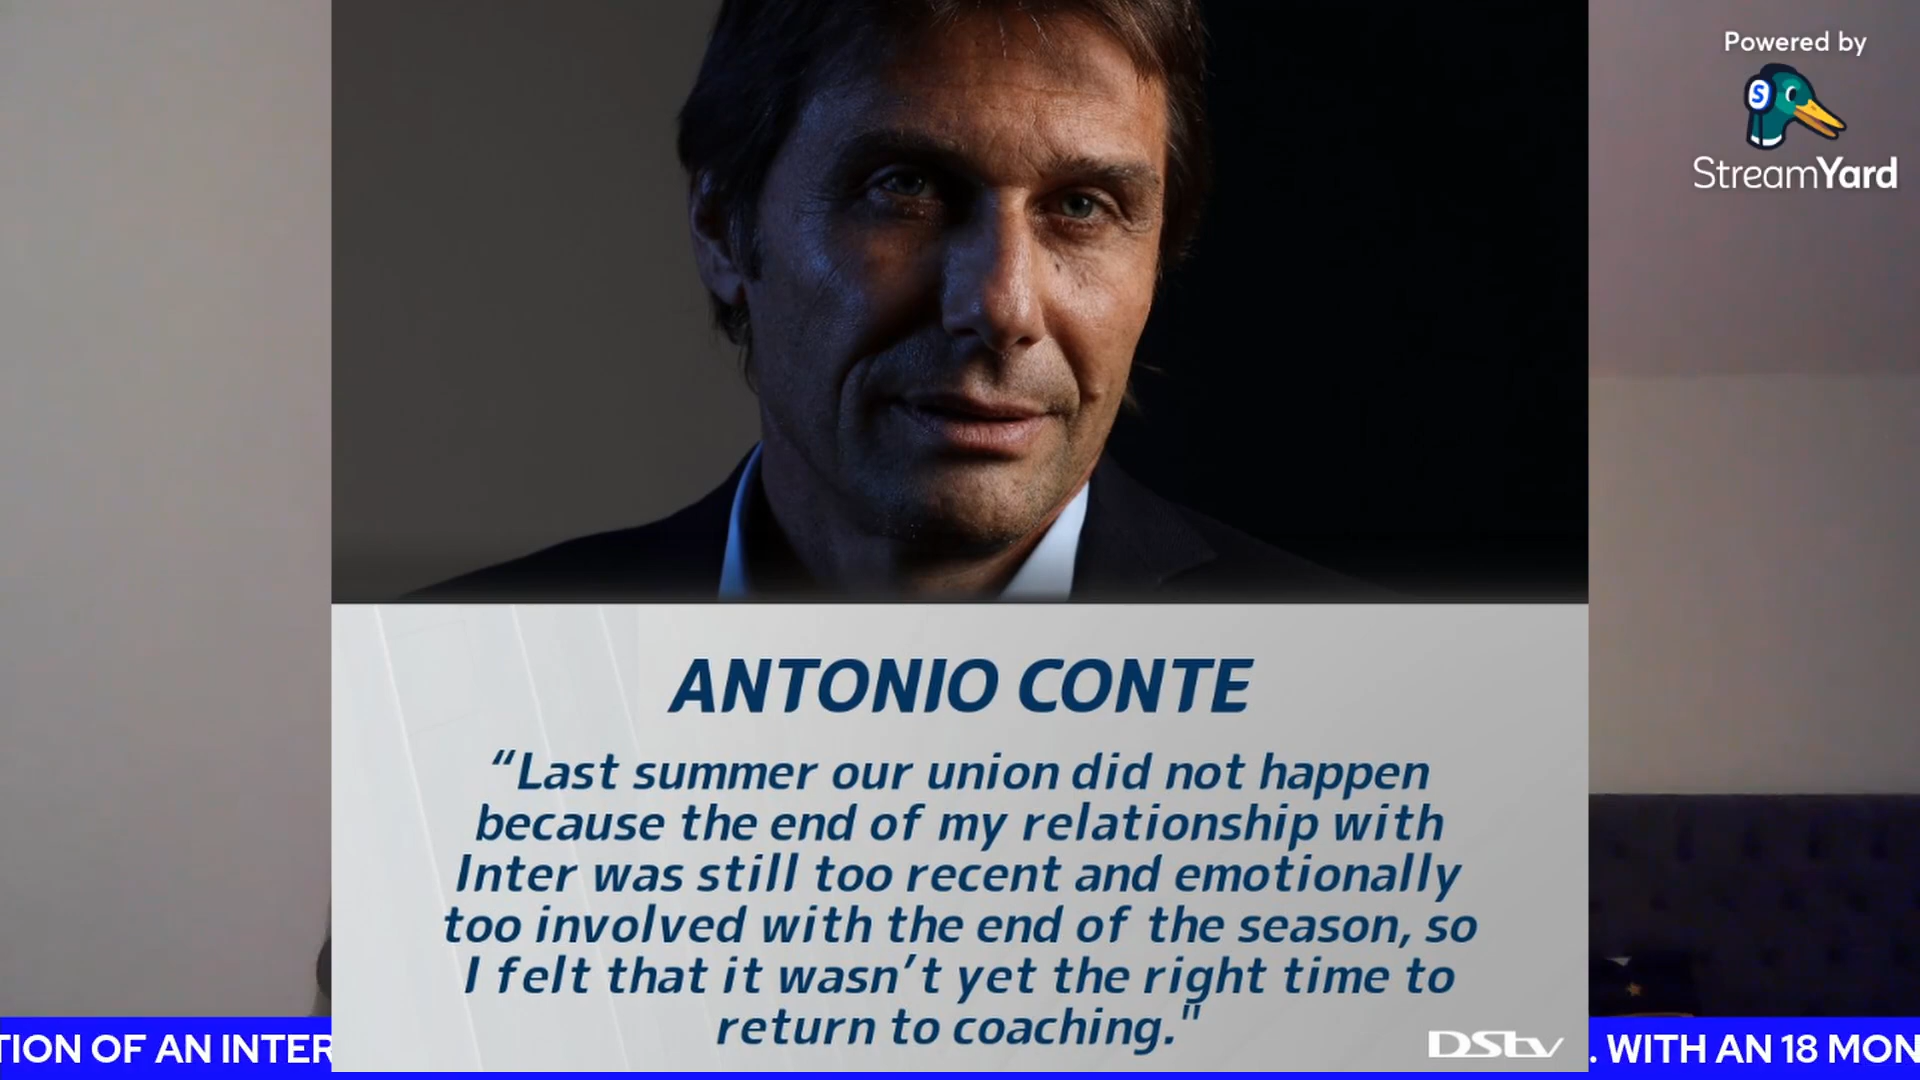 Powered by
S
StreamYard
ANTONIO CONTE
“Last summer our union did not happen
because the end of my relationship with
Inter was still too recent and emotionally
too involved with the end of the season, so
I felt that it wasn’t yet the right time to
return to coaching."
DStv
TION OF AN INTER
. WITH AN 18 MON